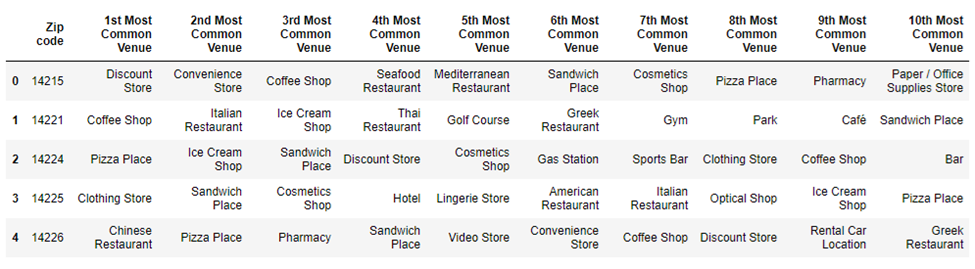 Zip code 1st Most Common Venue 2nd Most Common Venue 3rd Most Common Venue 4th Most Common Venue 5th Most Common Venue 6th Most Common Venue 7th Most Common Venue 8th Most Common Venue 9th Most Common Venue 10th Most Common Venue
0 14215 Discount Store Convenience Store Coffee Shop Seafood Restaurant Mediterranean Restaurant Sandwich Place Cosmetics Shop Pizza Place Pharmacy Paper / Office Supplies Store
1 14221 Coffee Shop Italian Restaurant Ice Cream Shop Thai Restaurant Golf Course Greek Restaurant Gym Park Café Sandwich Place
2 14224 Pizza Place Ice Cream Shop Sandwich Place Discount Store Cosmetics Shop Gas Station Sports Bar Clothing Store Coffee Shop Bar
3 14225 Clothing Store Sandwich Place Cosmetics Shop Hotel Lingerie Store American Restaurant Italian Restaurant Optical Shop Ice Cream Shop Pizza Place
4 14226 Chinese Restaurant Pizza Place Pharmacy Sandwich Place Video Store Convenience Store Coffee Shop Discount Store Rental Car Location Greek Restaurant